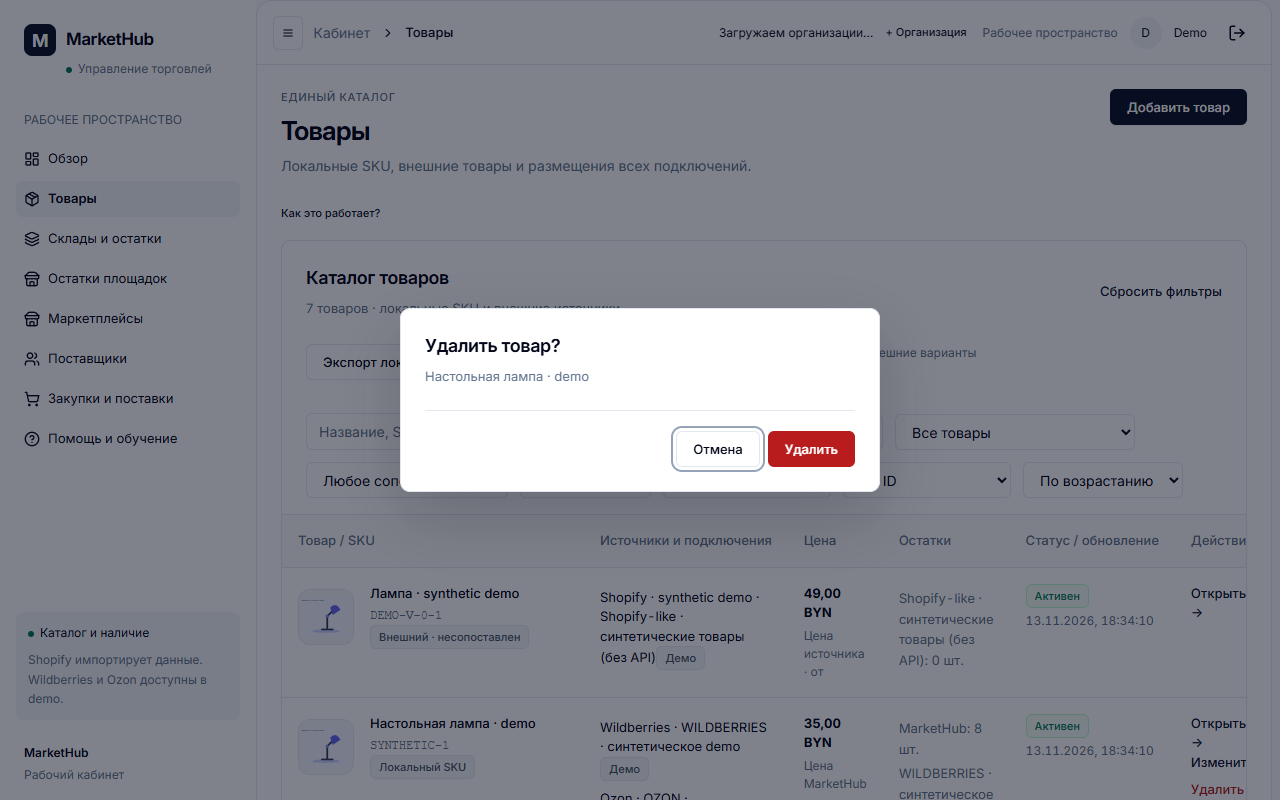 M MarketHub
Управление торговлей
РАБОЧЕЕ ПРОСТРАНСТВО
Обзор
Товары
Склады и остатки
Остатки площадок
Маркетплейсы
Поставщики
Закупки и поставки
Помощь и обучение
Каталог и наличие
Shopify импортирует данные.
Wildberries и Ozon доступны в
demo.
MarketHub
Рабочий кабинет
Кабинет Товары
Загружаем организации... + Организация Рабочее пространство D Demo
ЕДИНЫЙ КАТАЛОГ
Товары
Локальные SKU, внешние товары и размещения всех подключений.
Добавить товар
Как это работает?
Каталог товаров
7 товаров · локальные SKU и внешние источники
Сбросить фильтры
Экспорт
Название,
Все товары
ID
По возрастанию
Любое
варианты
Удалить товар?
Настольная лампа · demo
Отмена
Удалить
Товар / SKU
Источники и подключения
Цена
Остатки
Статус / обновление
Лампа · synthetic demo
DEMO-V-0-1
Внешний · несопоставлен
Shopify · synthetic demo ·
Shopify-like ·
синтетические товары
(без API) Демо
49,00
BYN
Цена
источника
· от
Shopify-like ·
синтетические
товары (без
API): 0 шт.
Активен
13.11.2026, 18:34:10
Открыть
→
Настольная лампа · demo
SYNTHETIC-1
Локальный SKU
Wildberries · WILDBERRIES
· синтетическое demo
Демо
Ozon · OZON ·
35,00
BYN
Цена
MarketHub
MarketHub: 8
шт.
WILDBERRIES ·
синтетическое
Активен
13.11.2026, 18:34:10
Открыть
→
Удалить